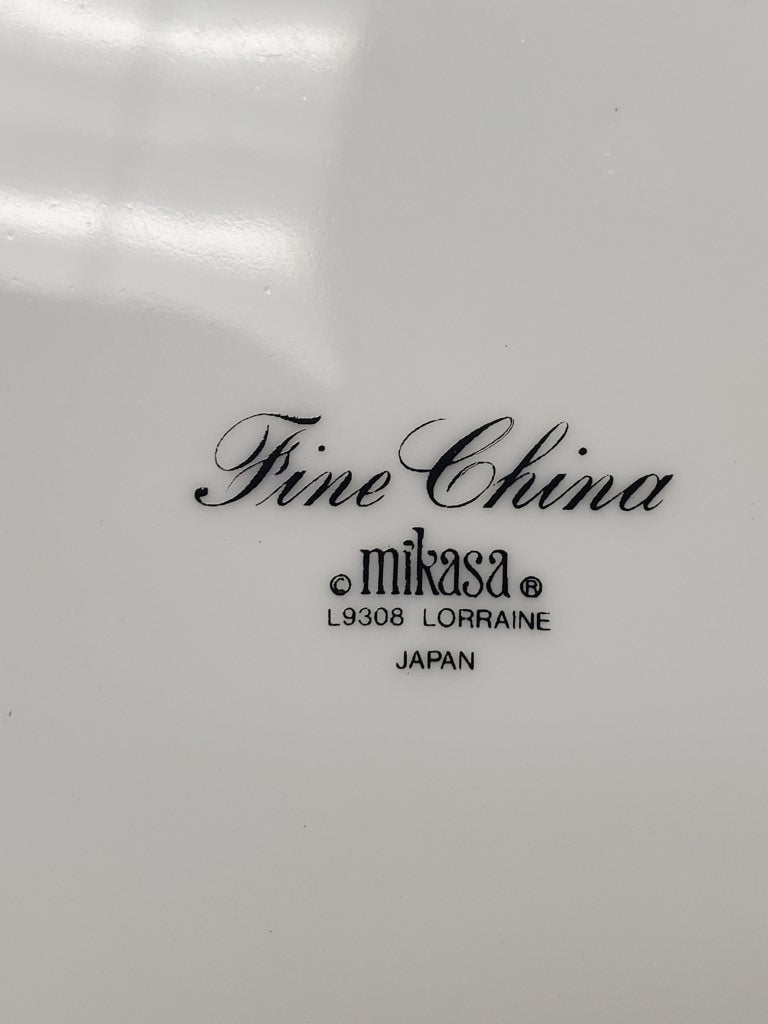 Fine China
© mikasa ®
L9308 LORRAINE
JAPAN